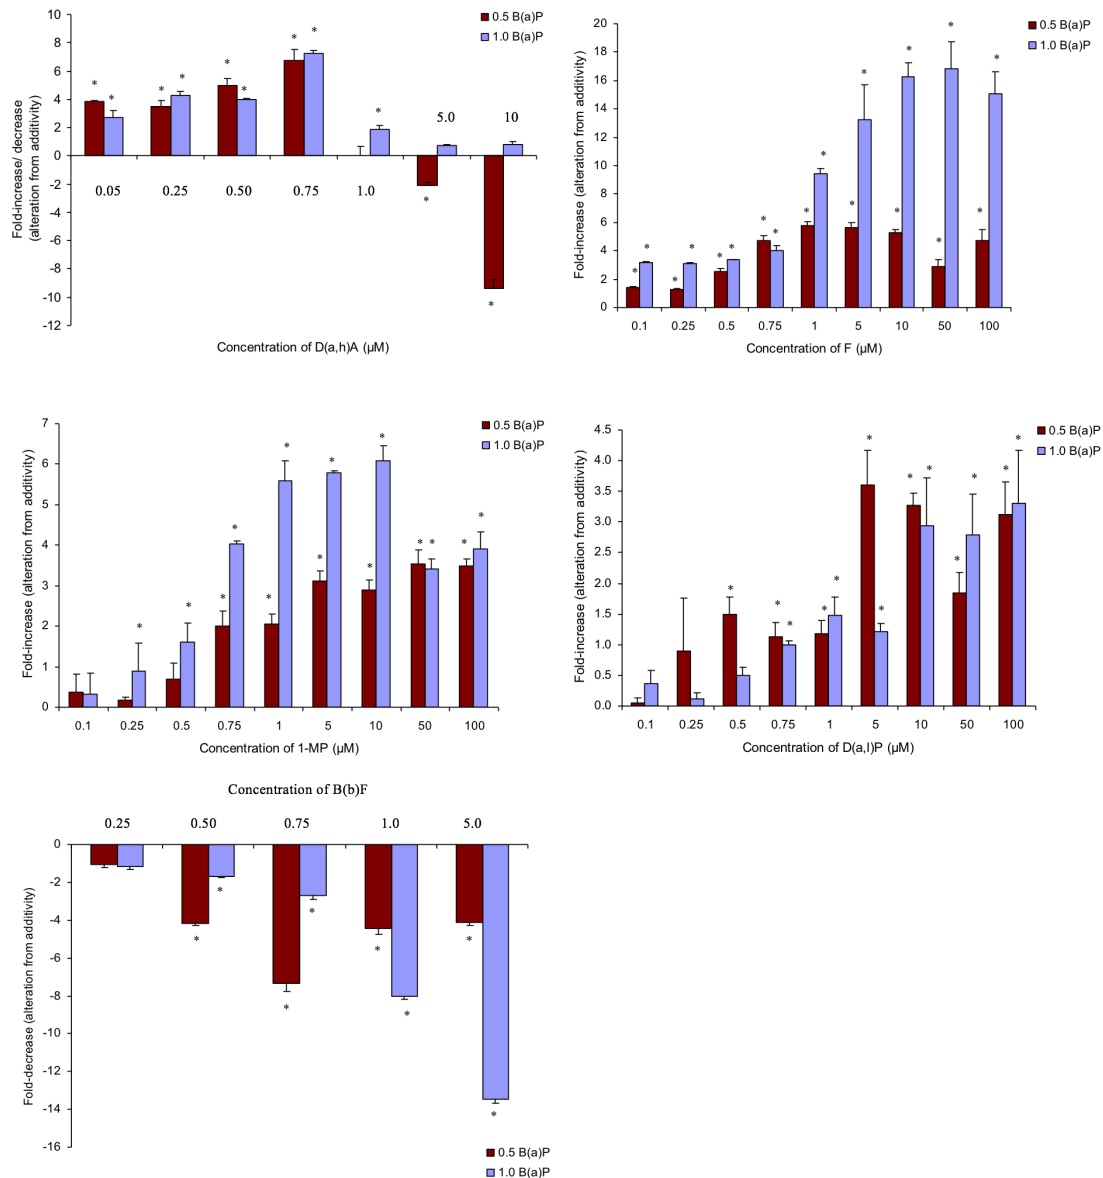 0.5 B(a)P
1.0 B(a)P
10
8
6
4
2
0
-2
-4
-6
-8
-10
-12
Fold-increase/ decrease
(alteration from additivity)
* * * * * * * * * * *
5.0 10
0.05 0.25 0.50 0.75 1.0
Concentration of D(a,h)A (µM)
0.5 B(a)P
1.0 B(a)P
20
18
16
14
12
10
8
6
4
2
0
Fold-increase (alteration from additivity)
* * * * * * * * * * * * * * * * * *
0.1 0.25 0.5 0.75 1 5 10 50 100
Concentration of F (µM)
0.5 B(a)P
1.0 B(a)P
7
6
5
4
3
2
1
0
Fold-increase (alteration from additivity)
* * * * * * * * * * * * * *
0.1 0.25 0.5 0.75 1 5 10 50 100
Concentration of 1-MP (µM)
0.5 B(a)P
1.0 B(a)P
4.5
4.0
3.5
3.0
2.5
2.0
1.5
1.0
0.5
0.0
Fold-increase (alteration from additivity)
* * * * * * * * * * * * *
0.1 0.25 0.5 0.75 1 5 10 50 100
Concentration of D(a,l)P (µM)
Concentration of B(b)F
0.25 0.50 0.75 1.0 5.0
0
-2
-4
-6
-8
-10
-12
-14
-16
Fold-decrease (alteration from additivity)
* * * * * * * *
0.5 B(a)P
1.0 B(a)P